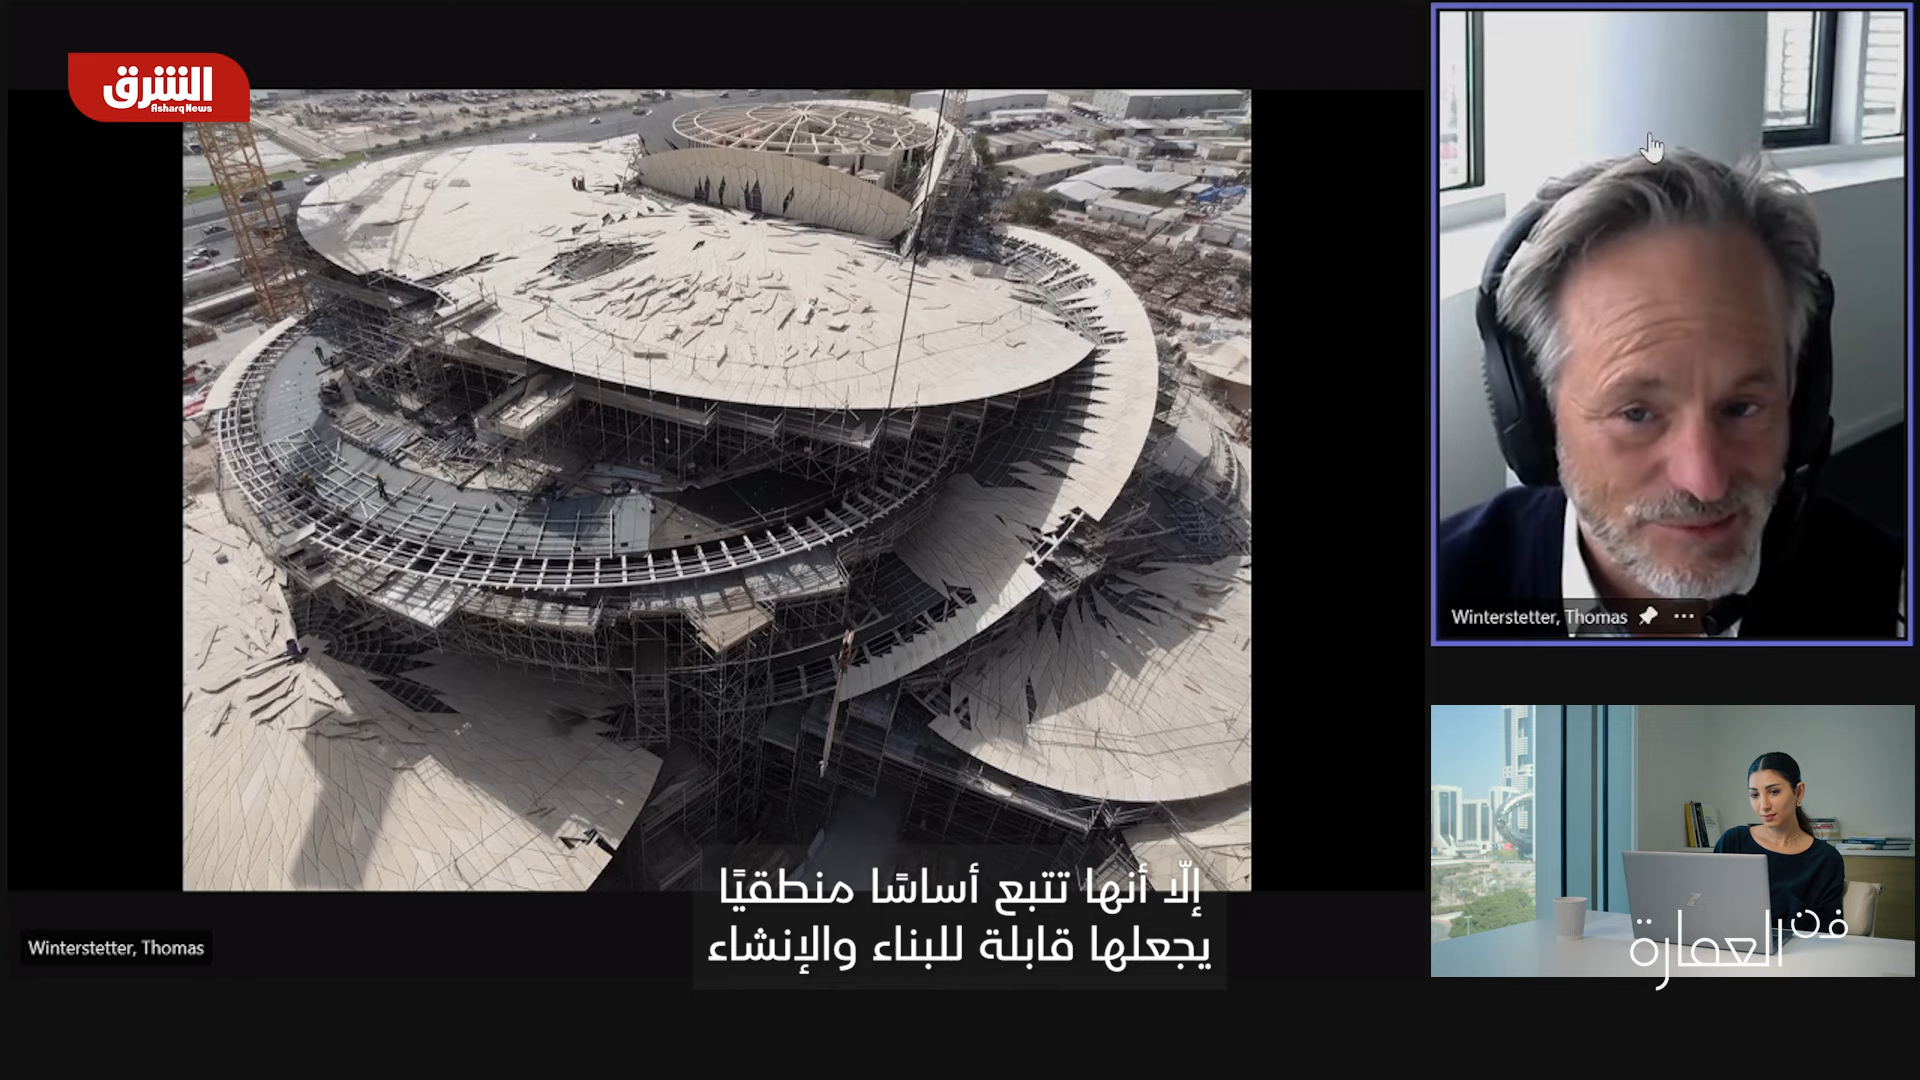 الشرق
Asharq News
Winterstetter, Thomas
إلّا أنها تتبع أساسًا منطقيًا
يجعلها قابلة للبناء والإنشاء
Winterstetter, Thomas
فن العمارة